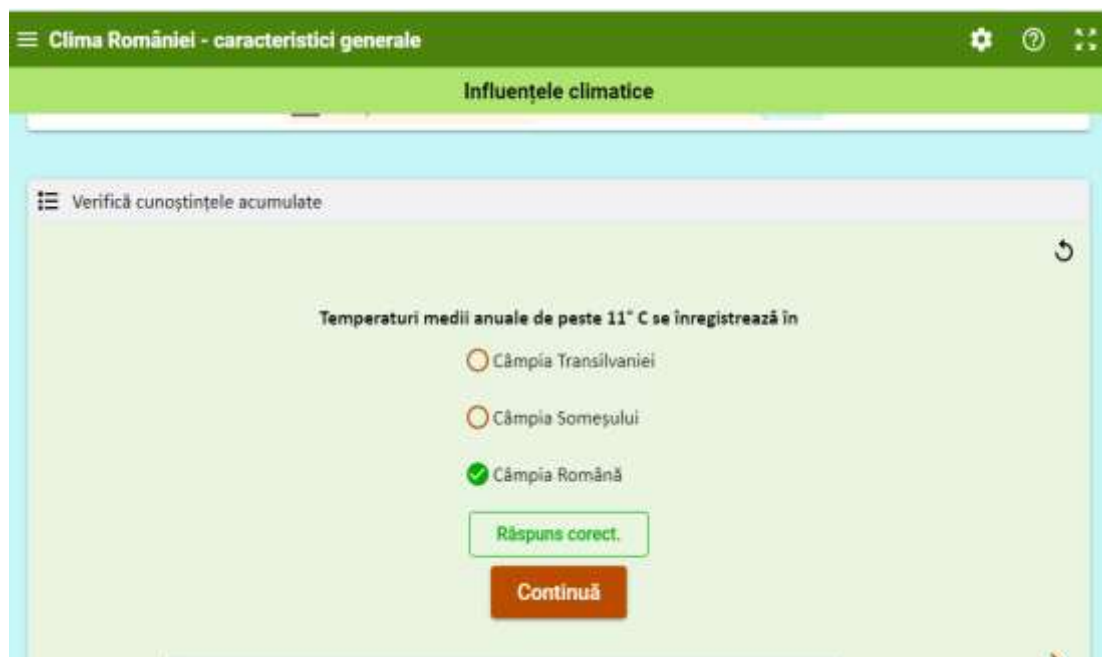 Clima României - caracteristici generale
Influențele climatice
Verifică cunoștințele acumulate
Temperaturi medii anuale de peste 11° C se înregistrează în
Câmpia Transilvaniei
Câmpia Someșului
Câmpia Română
Răspuns corect.
Continuă